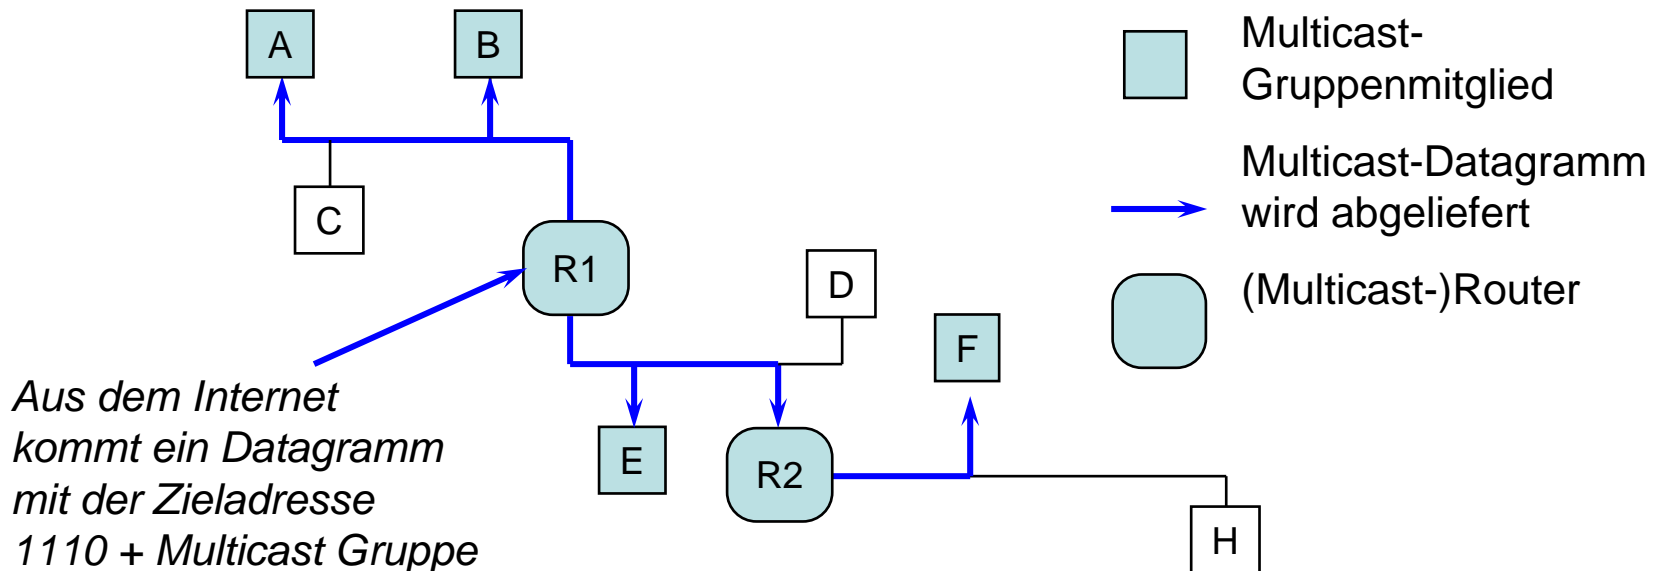 A
B
Multicast-
Gruppenmitglied
Multicast-Datagramm
wird abgeliefert
C
R1
D
(Multicast-)Router
F
Aus dem Internet
kommt ein Datagramm
mit der Zieladresse
1110 + Multicast Gruppe
E
R2
H